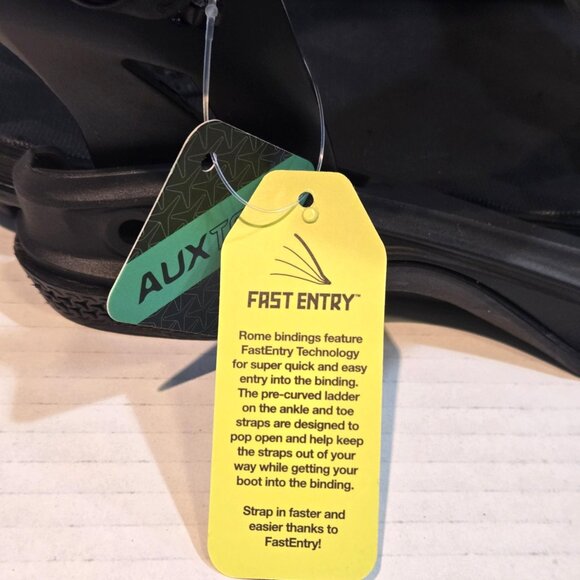 AUXT
FAST ENTRY™
Rome bindings feature
FastEntry Technology
for super quick and easy
entry into the binding.
The pre-curved ladder
on the ankle and toe
straps are designed to
pop open and help keep
the straps out of your
way while getting your
boot into the binding.
Strap in faster and
easier thanks to
FastEntry!